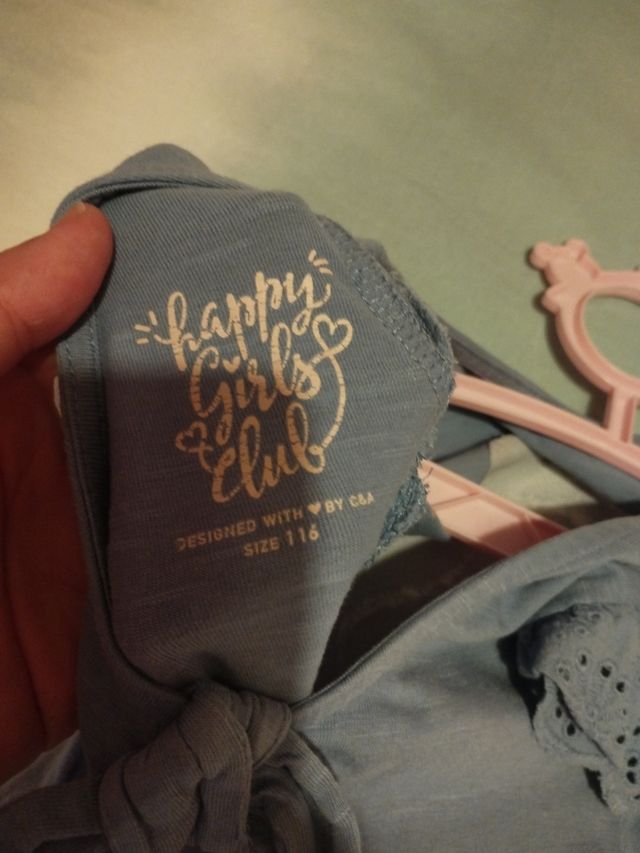 happy
Girls
Club
DESIGNED WITH ♥ BY C&A
SIZE 116